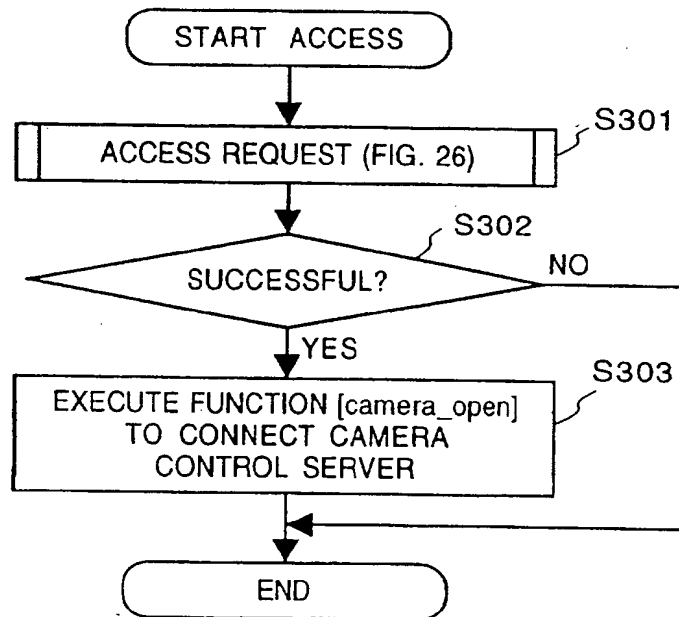 START ACCESS
S301
ACCESS REQUEST (FIG. 26)
S302
SUCCESSFUL?
NO
YES
S303
EXECUTE FUNCTION [camera_open]
TO CONNECT CAMERA
CONTROL SERVER
END